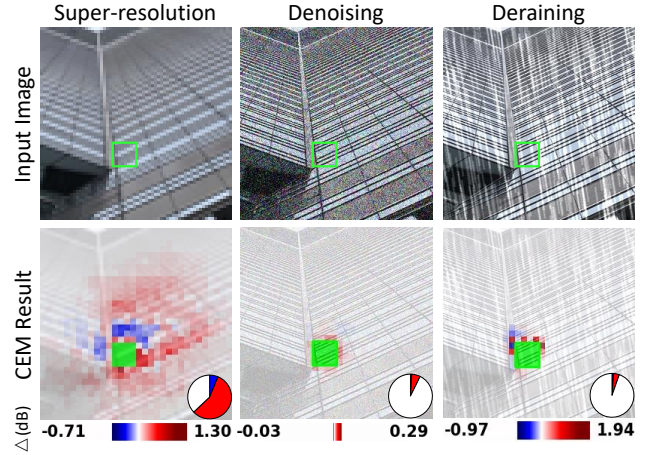 Super-resolution Denoising Deraining
Input Image
CEM Result
△ (dB)
-0.71 1.30 -0.03 0.29 -0.97 1.94